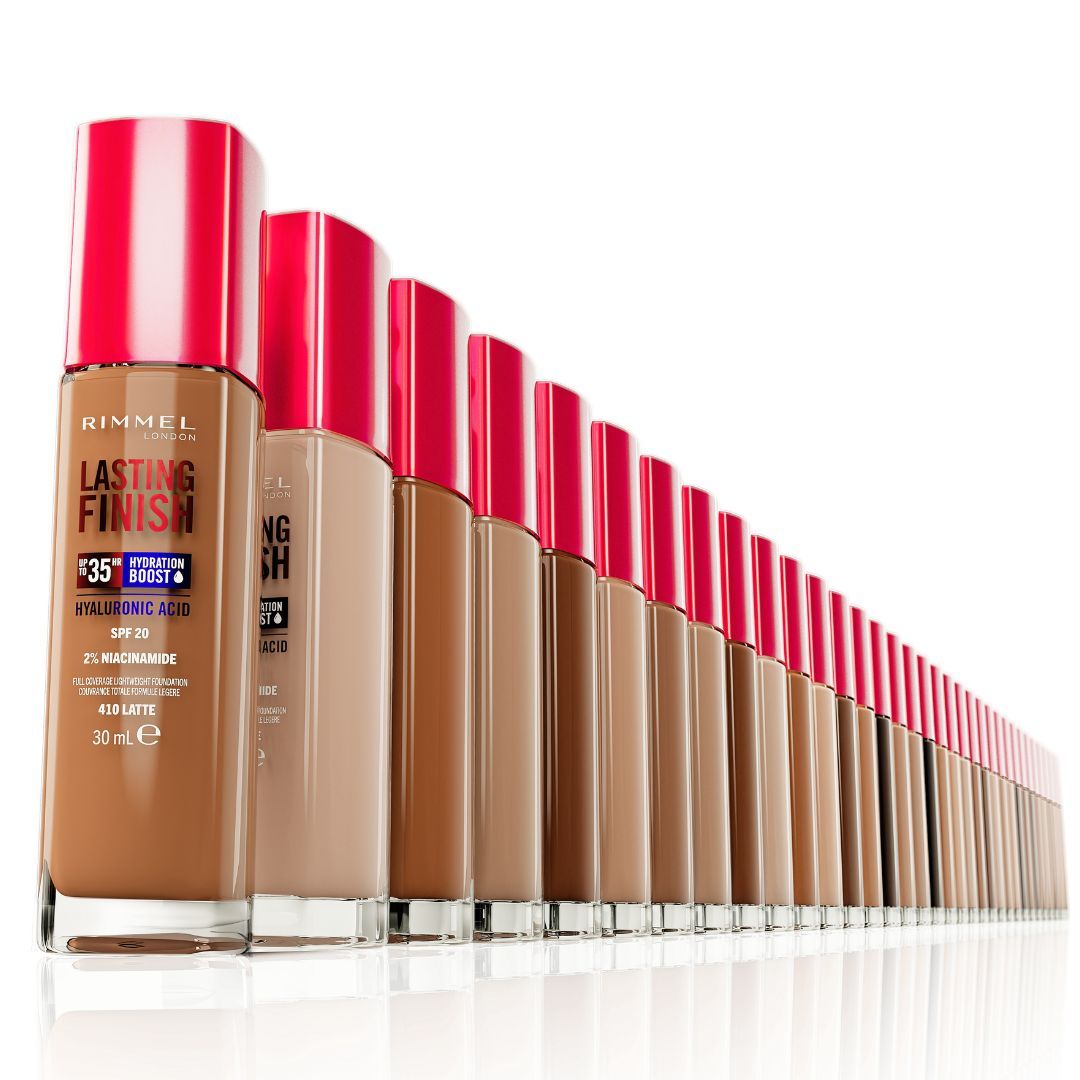 RIMMEL
LONDON
LASTING
FINISH
UP TO 35 HR HYDRATION BOOST
HYALURONIC ACID
SPF 20
2% NIACINAMIDE
FULL COVERAGE LIGHTWEIGHT FOUNDATION
COUVRANCE TOTALE FORMULE LÉGÈRE
410 LATTE
30 mL ℮